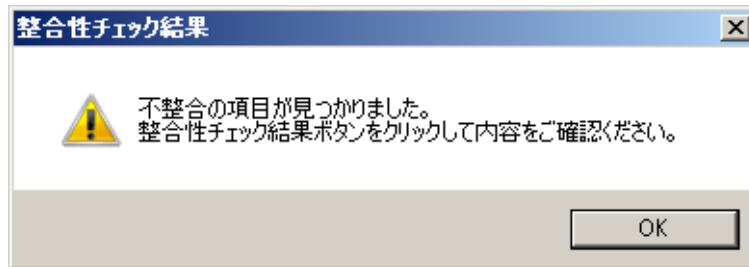 整合性チェック結果
不整合の項目が見つかりました。
整合性チェック結果ボタンをクリックして内容をご確認ください。
OK